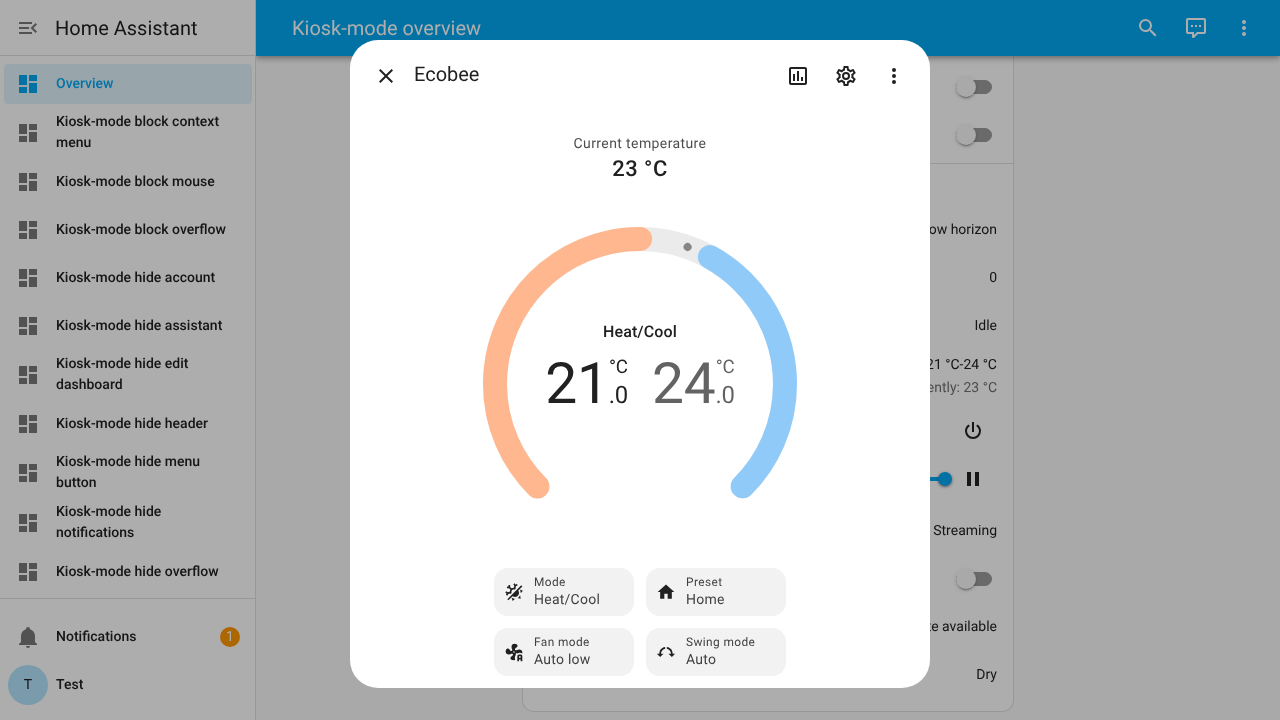 Home Assistant
Kiosk-mode overview
Overview
Kiosk-mode block context
menu
Kiosk-mode block mouse
Kiosk-mode block overflow
Kiosk-mode hide account
Kiosk-mode hide assistant
Kiosk-mode hide edit
dashboard
Kiosk-mode hide header
Kiosk-mode hide menu
button
Kiosk-mode hide
notifications
Kiosk-mode hide overflow
Notifications
1
T
Test
Ecobee
Current temperature
23 °C
Heat/Cool
21.0 °C
24.0 °C
Mode
Heat/Cool
Preset
Home
Fan mode
Auto low
Swing mode
Auto
horizon
0
Idle
21 °C-24 °C
23 °C
Streaming
available
Dry